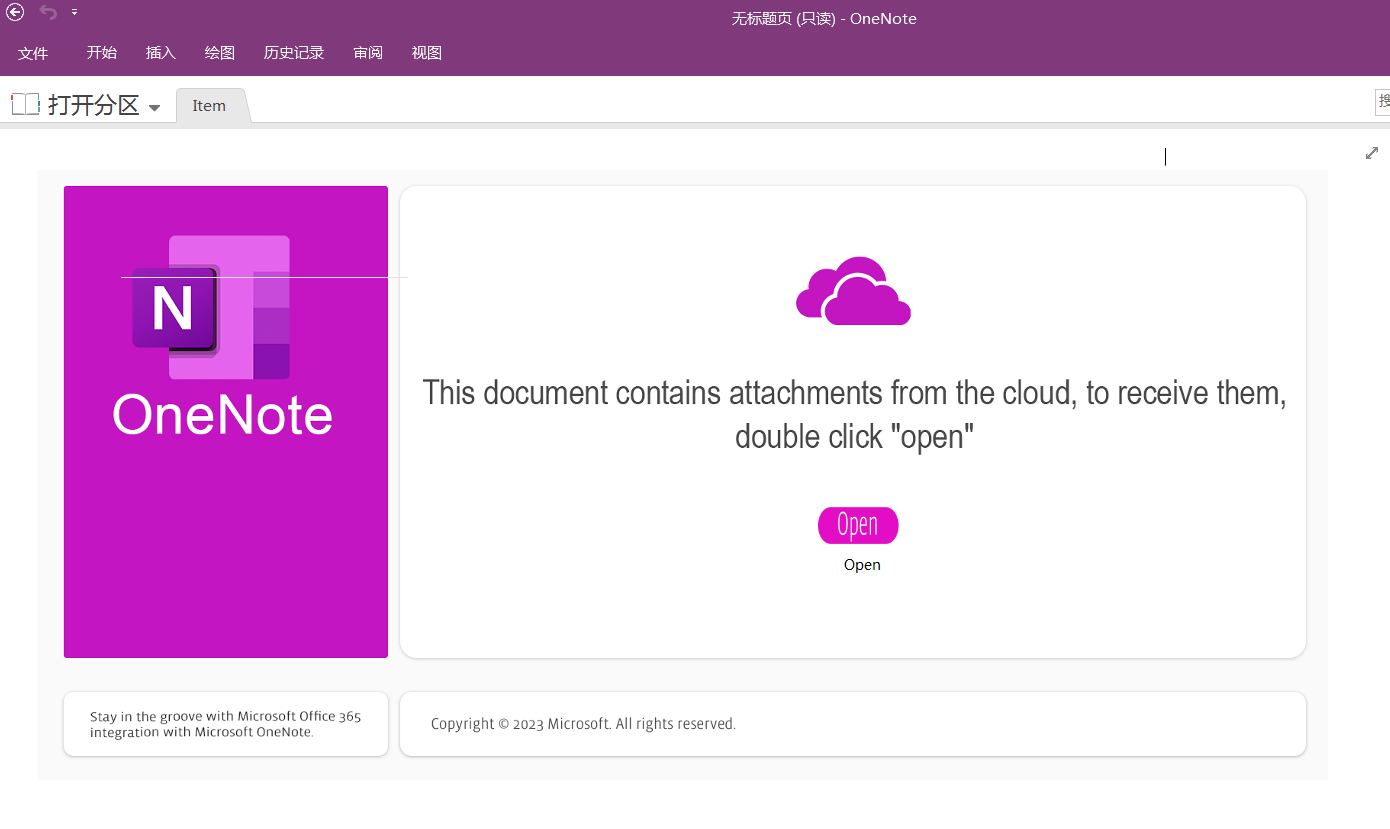 无标题页 (只读) - OneNote
文件 开始 插入 绘图 历史记录 审阅 视图
打开分区 Item
搜
N
OneNote
This document contains attachments from the cloud, to receive them,
double click "open"
Open
Open
Stay in the groove with Microsoft Office 365
integration with Microsoft OneNote.
Copyright © 2023 Microsoft. All rights reserved.